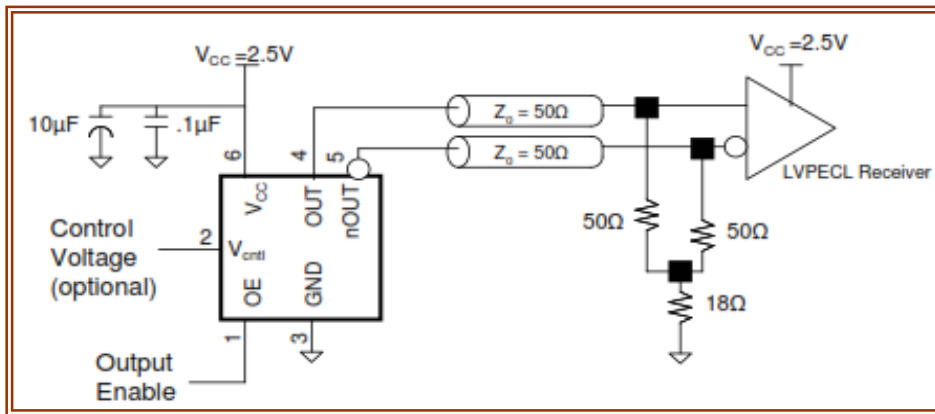 VCC =2.5V
VCC =2.5V
10µF
.1µF
6
4
5
Zo = 50Ω
Zo = 50Ω
LVPECL Receiver
VCC
OUT
nOUT
50Ω
50Ω
Control
Voltage
(optional)
2
Vcntl
OE
GND
18Ω
1
3
Output
Enable